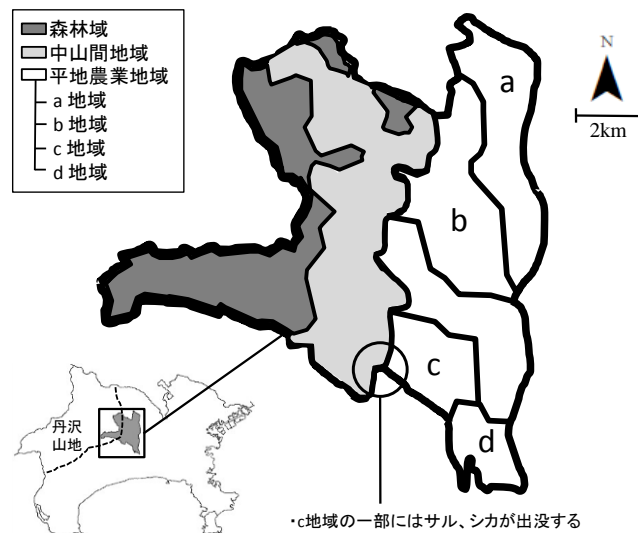 森林域
中山間地域
平地農業地域
a 地域
b 地域
c 地域
d 地域
N
2km
a
b
c
d
丹沢
山地
・c地域の一部にはサル、シカが出没する